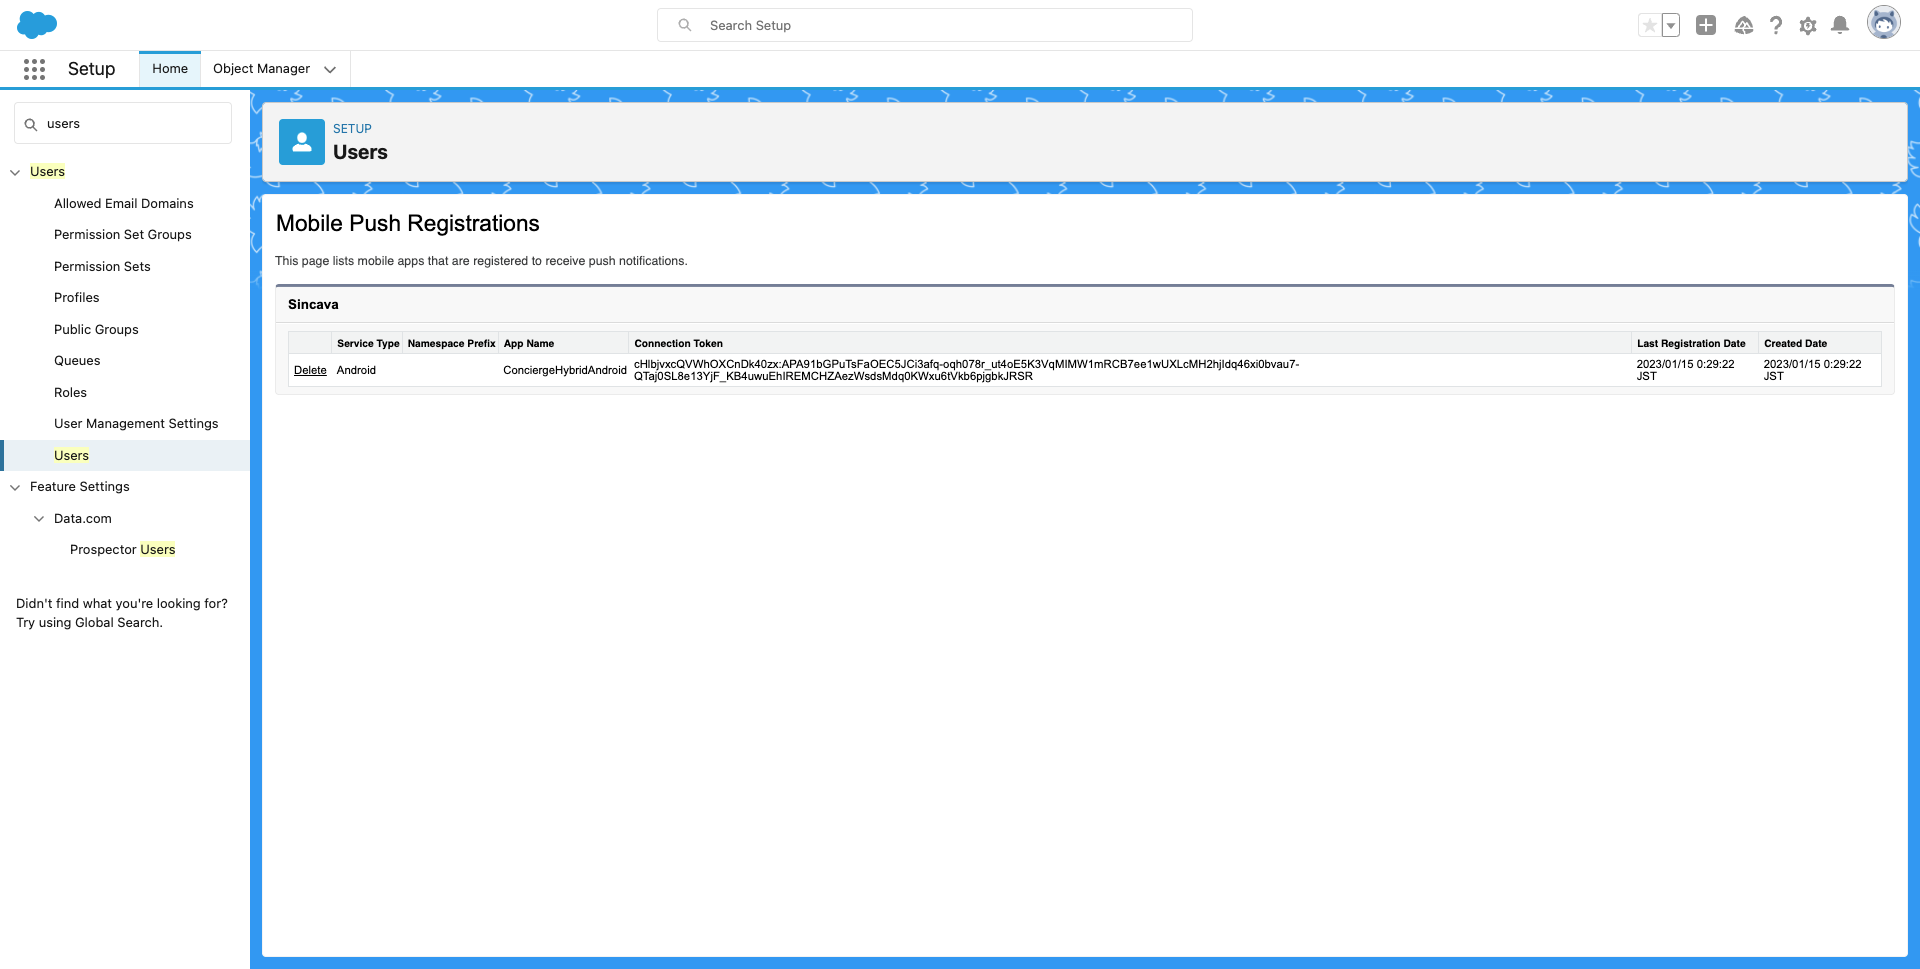 Search Setup
Setup
Home
Object Manager
users
Users
Allowed Email Domains
Permission Set Groups
Permission Sets
Profiles
Public Groups
Queues
Roles
User Management Settings
Users
Feature Settings
Data.com
Prospector Users
Didn't find what you're looking for?
Try using Global Search.
SETUP
Users
Mobile Push Registrations
This page lists mobile apps that are registered to receive push notifications.
Sincava
Service Type Namespace Prefix App Name Connection Token Last Registration Date Created Date
Delete Android ConciergeHybridAndroid cHlbjvxcQVWhOXCnDk40zx:APA91bGPuTsFaOEC5JCi3afq-oqh078r_ut4oE5K3VqMIMW1mRCB7ee1wUXLcMH2hjIdq46xi0bvau7- 2023/01/15 0:29:22 2023/01/15 0:29:22
QTaj0SL8e13YjF_KB4uwuEhIREMCHZAezWsdsMdq0KWxu6tVkb6pjgbkJRSR JST JST